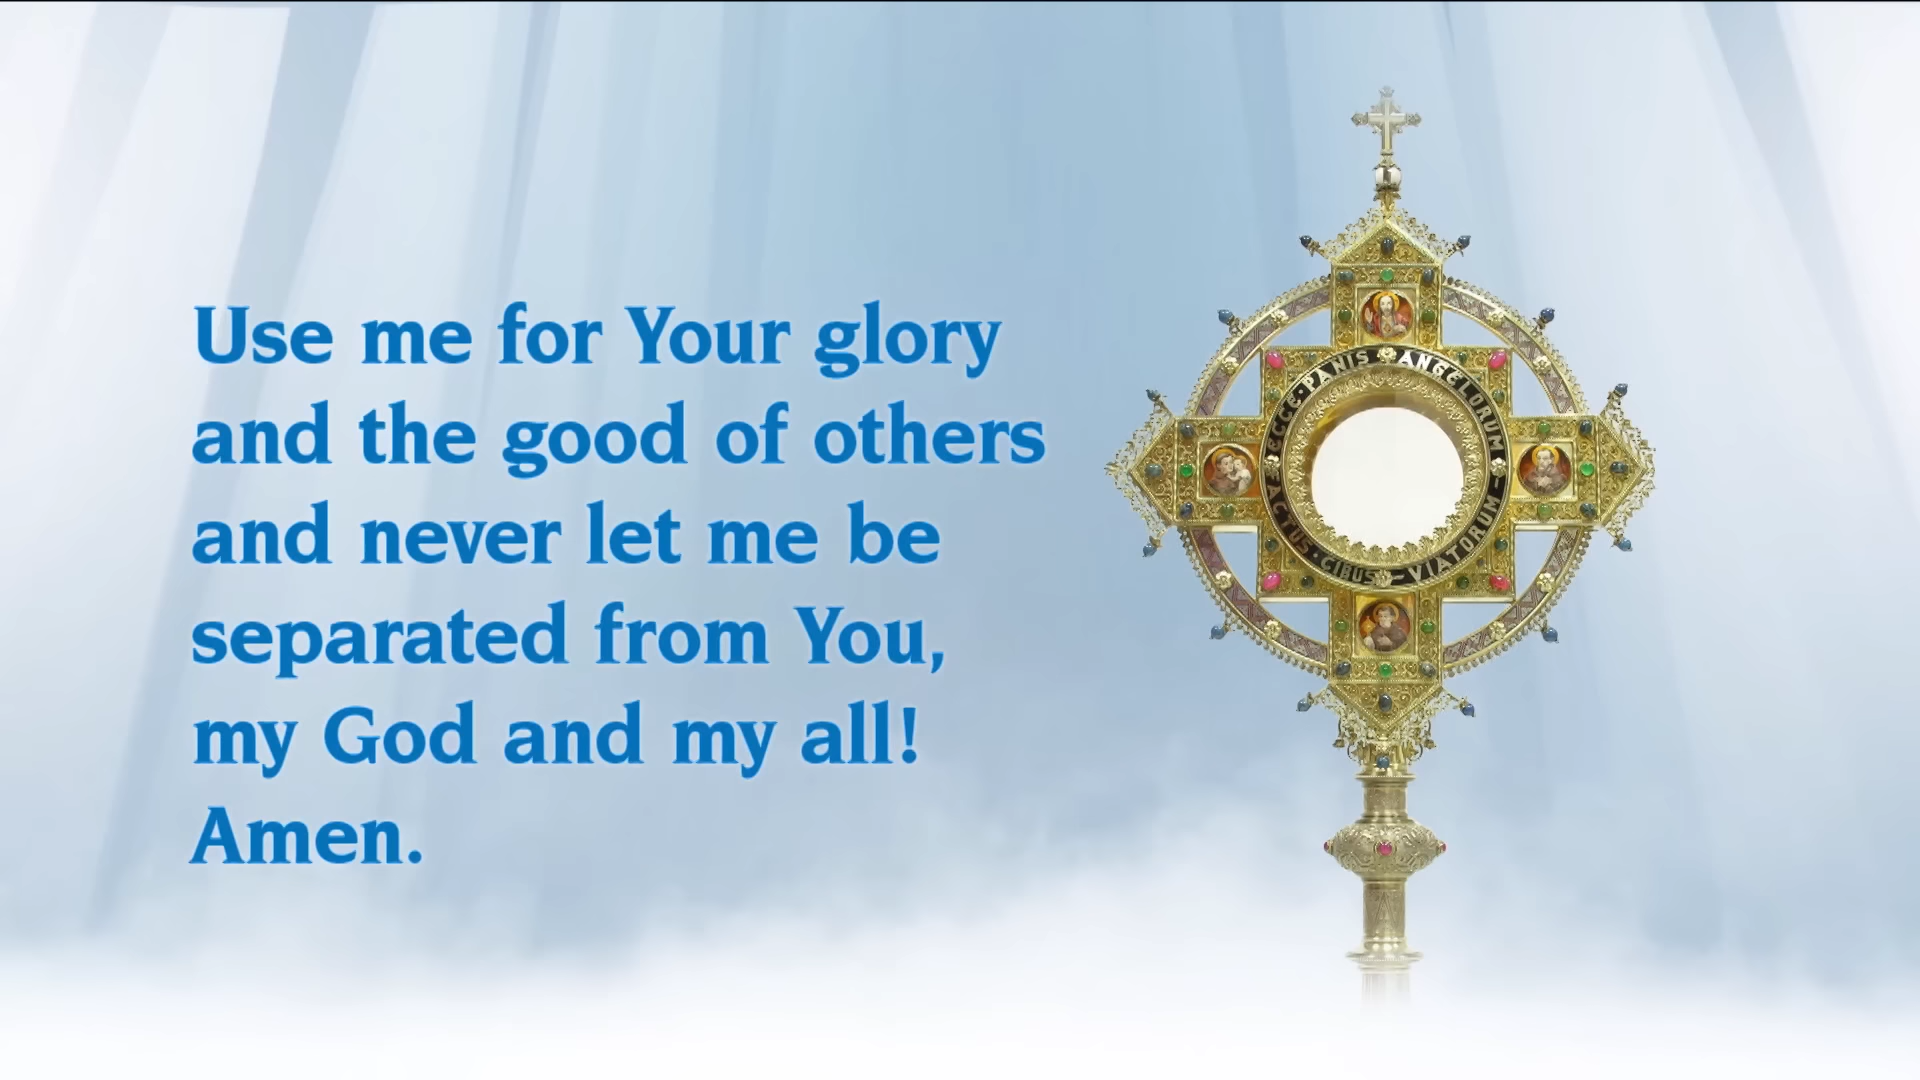 Use me for Your glory
and the good of others
and never let me be
separated from You,
my God and my all!
Amen.
ECCE · PANIS ANGELORUM
FACTUS · CIBUS – VIATORUM –